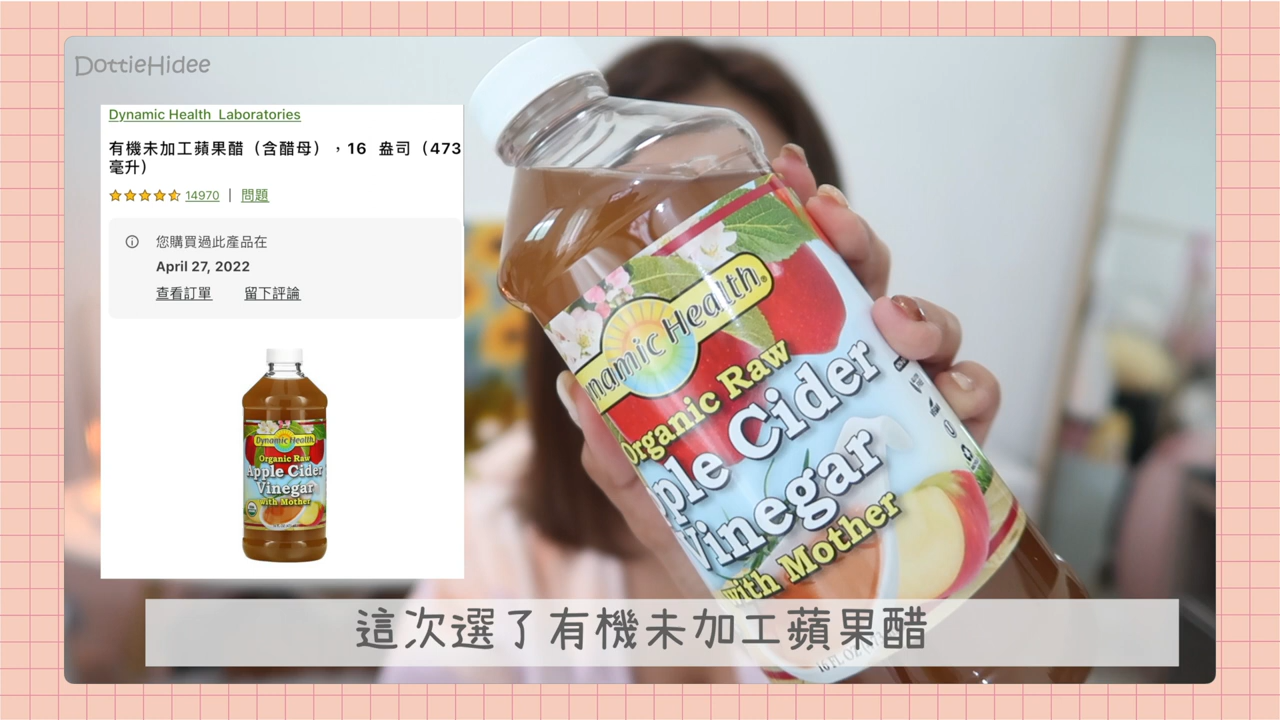 DottieHidee
Dynamic Health Laboratories
有機未加工蘋果醋（含醋母），16 盎司（473
毫升）
14970 | 問題
您購買過此產品在
April 27, 2022
查看訂單 留下評論
Dynamic Health
Organic Raw
Apple Cider
Vinegar
with Mother
namic Health®
Organic Raw
pple Cider
Vinegar
with Mother
這次選了有機未加工蘋果醋